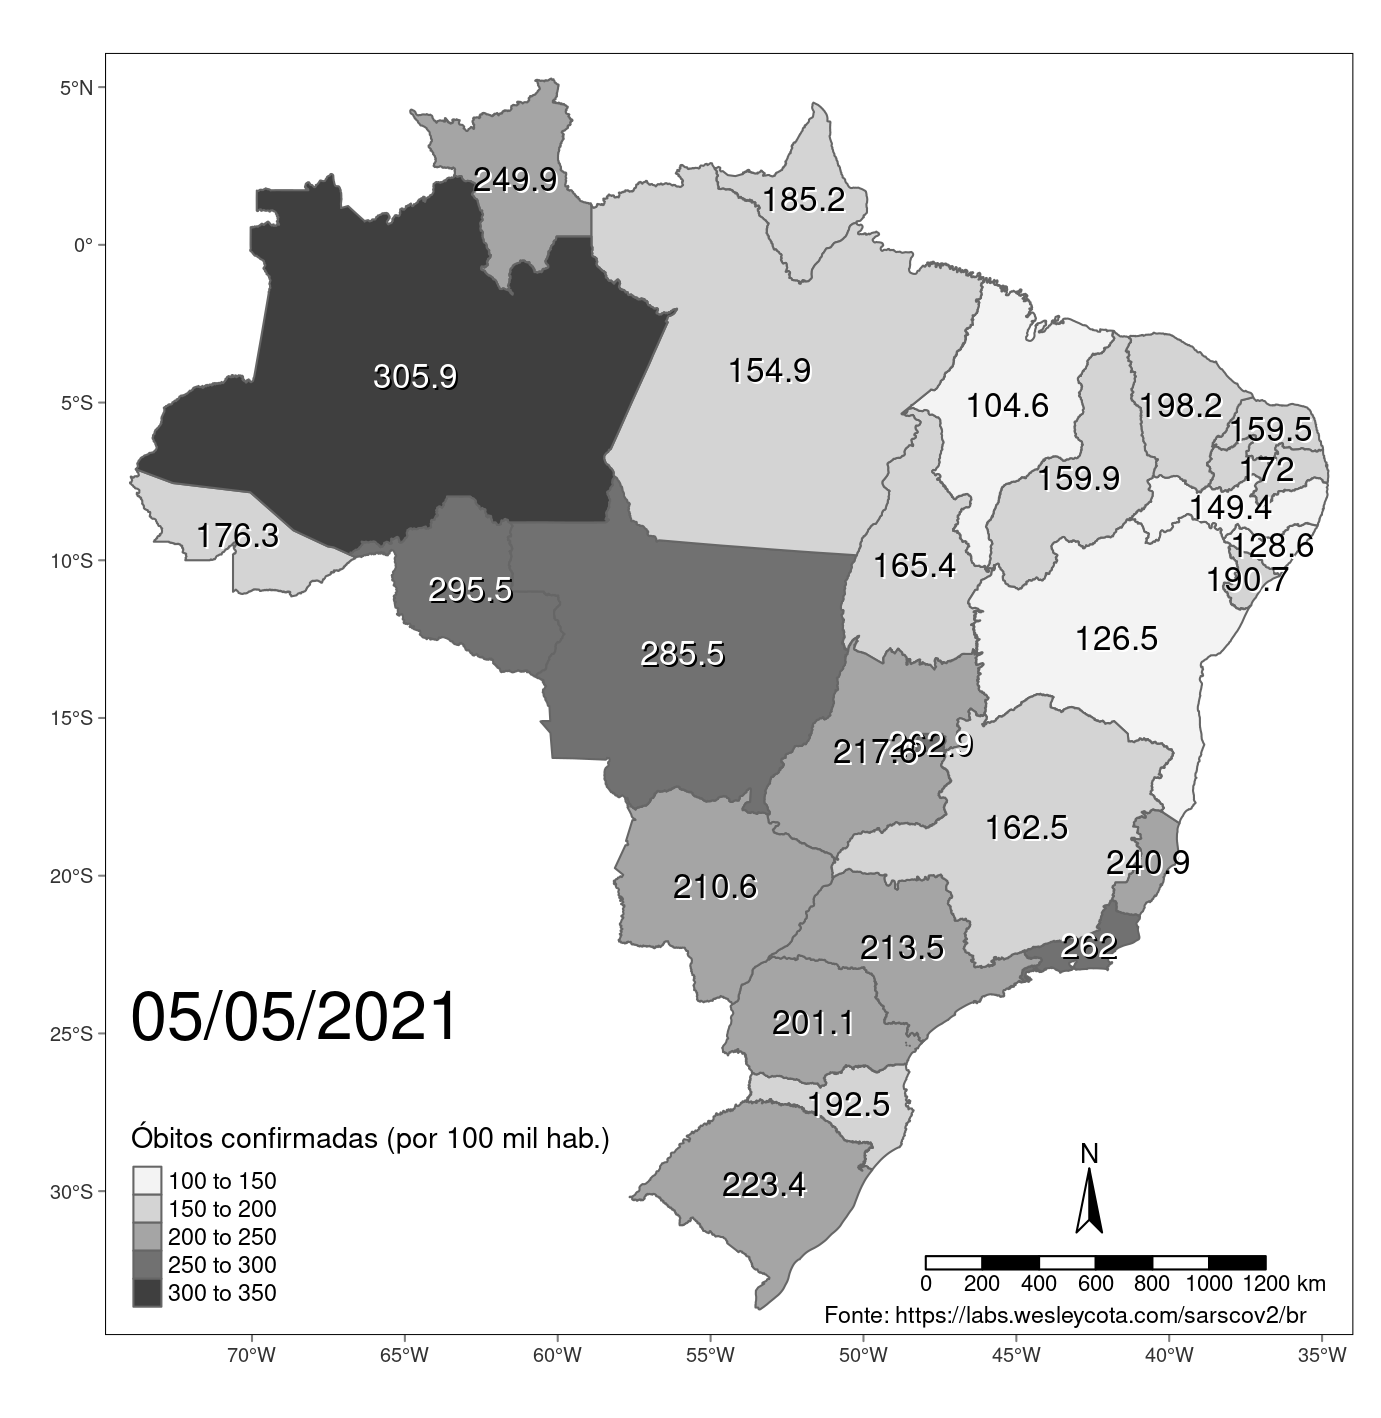 5°N
0°
5°S
10°S
15°S
20°S
25°S
30°S
249.9
185.2
305.9
154.9
104.6
198.2
159.5
172
159.9
149.4
176.3
128.6
165.4
190.7
295.5
126.5
285.5
217.6
262.9
162.5
240.9
210.6
213.5
262
201.1
192.5
223.4
05/05/2021
Óbitos confirmadas (por 100 mil hab.)
100 to 150
150 to 200
200 to 250
250 to 300
300 to 350
N
0 200 400 600 800 1000 1200 km
Fonte: https://labs.wesleycota.com/sarscov2/br
70°W 65°W 60°W 55°W 50°W 45°W 40°W 35°W